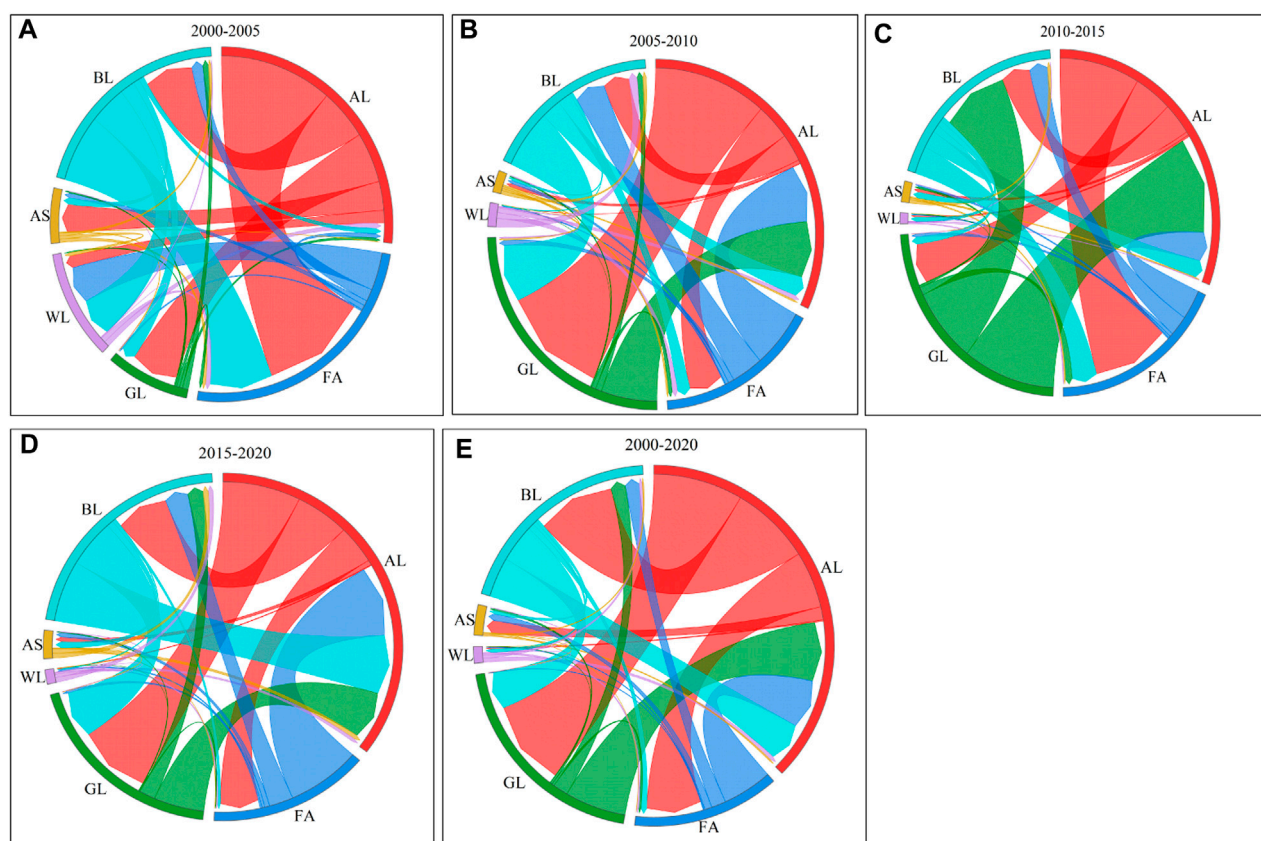 A
2000-2005
BL
AL
AS
WL
GL
FA
B
2005-2010
BL
AL
AS
WL
GL
FA
C
2010-2015
BL
AL
AS
WL
GL
FA
D
2015-2020
BL
AL
AS
WL
GL
FA
E
2000-2020
BL
AL
AS
WL
GL
FA